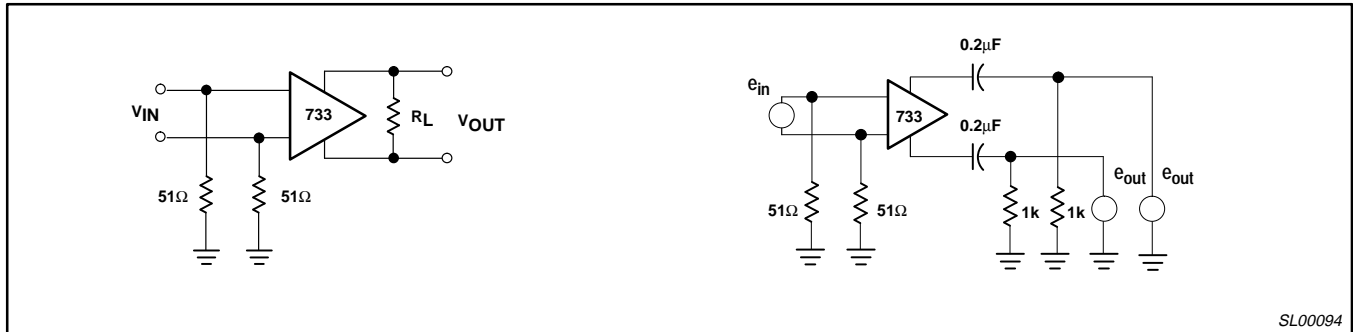 VIN
733
RL
VOUT
51Ω
51Ω
0.2µF
ein
733
0.2µF
eout
eout
51Ω
51Ω
1k
1k
SL00094